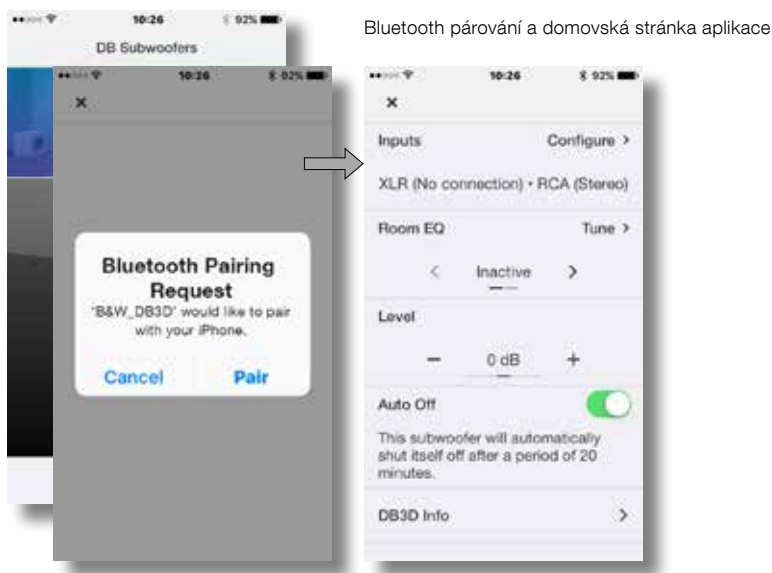 Bluetooth párování a domovská stránka aplikace
10:26 92%
DB Subwoofers
10:26 92%
×
Bluetooth Pairing
Request
"B&W_DB3D" would like to pair
with your iPhone.
Cancel Pair
10:26 92%
×
Inputs Configure >
XLR (No connection) • RCA (Stereo)
Room EQ Tune >
< Inactive >
Level
− 0 dB +
Auto Off
This subwoofer will automatically
shut itself off after a period of 20
minutes.
DB3D Info >